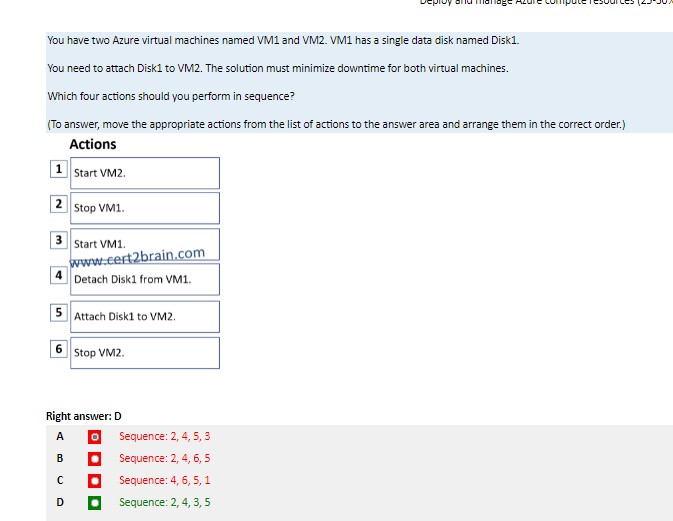 Deploy and manage Azure compute resources (25-30%
You have two Azure virtual machines named VM1 and VM2. VM1 has a single data disk named Disk1.
You need to attach Disk1 to VM2. The solution must minimize downtime for both virtual machines.
Which four actions should you perform in sequence?
(To answer, move the appropriate actions from the list of actions to the answer area and arrange them in the correct order.)
Actions
1 Start VM2.
2 Stop VM1.
3 Start VM1.
www.cert2brain.com
4 Detach Disk1 from VM1.
5 Attach Disk1 to VM2.
6 Stop VM2.
Right answer: D
A Sequence: 2, 4, 5, 3
B Sequence: 2, 4, 6, 5
C Sequence: 4, 6, 5, 1
D Sequence: 2, 4, 3, 5